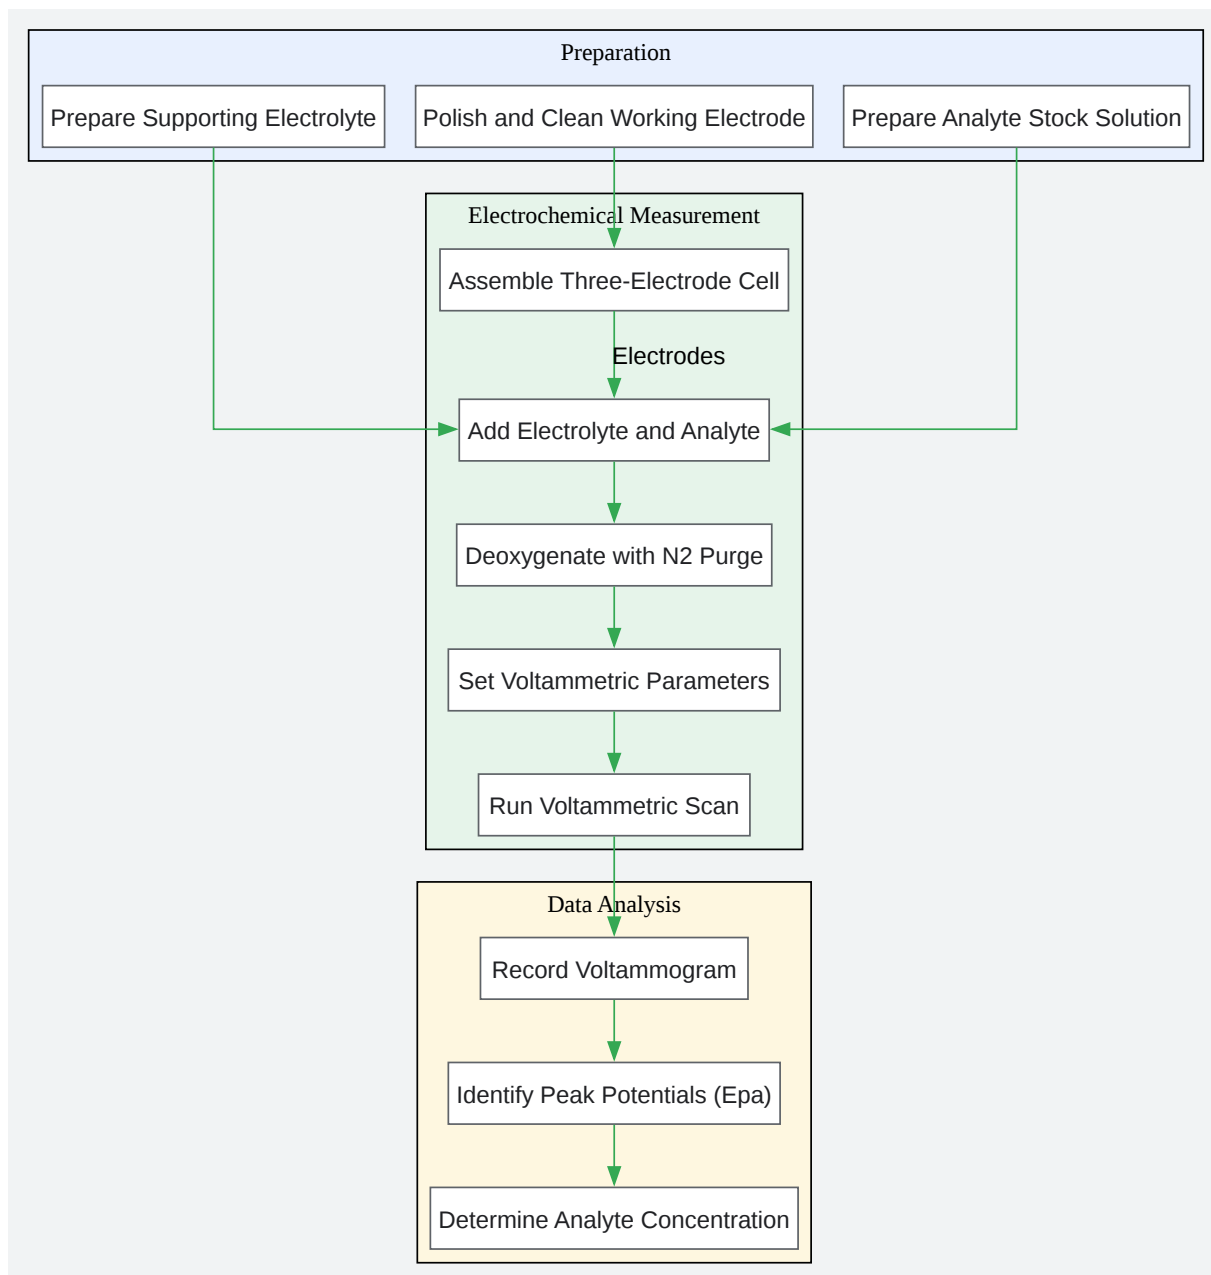 Preparation
Prepare Supporting Electrolyte
Polish and Clean Working Electrode
Prepare Analyte Stock Solution
Electrochemical Measurement
Assemble Three-Electrode Cell
Electrodes
Add Electrolyte and Analyte
Deoxygenate with N2 Purge
Set Voltammetric Parameters
Run Voltammetric Scan
Data Analysis
Record Voltammogram
Identify Peak Potentials (Epa)
Determine Analyte Concentration